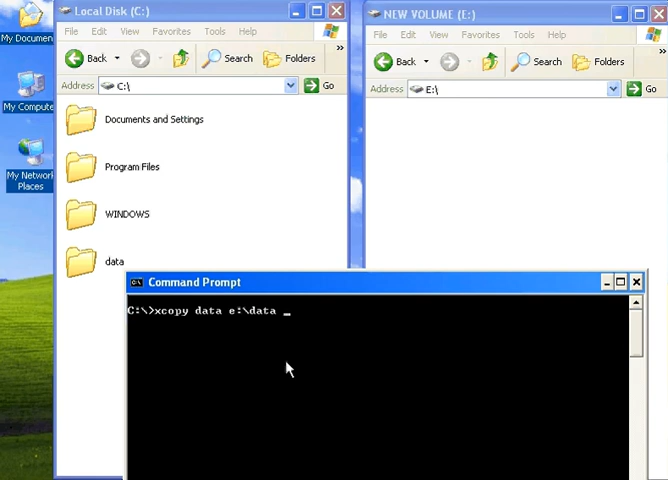 My Documen
My Compute
My Network
Places
Local Disk (C:)
File Edit View Favorites Tools Help
Back Search Folders
Address C:\ Go
Documents and Settings
Program Files
WINDOWS
data
NEW VOLUME (E:)
File Edit View Favorites Tools Help
Back Search Folders
Address E:\ Go
Command Prompt
C:\>xcopy data e:\data _